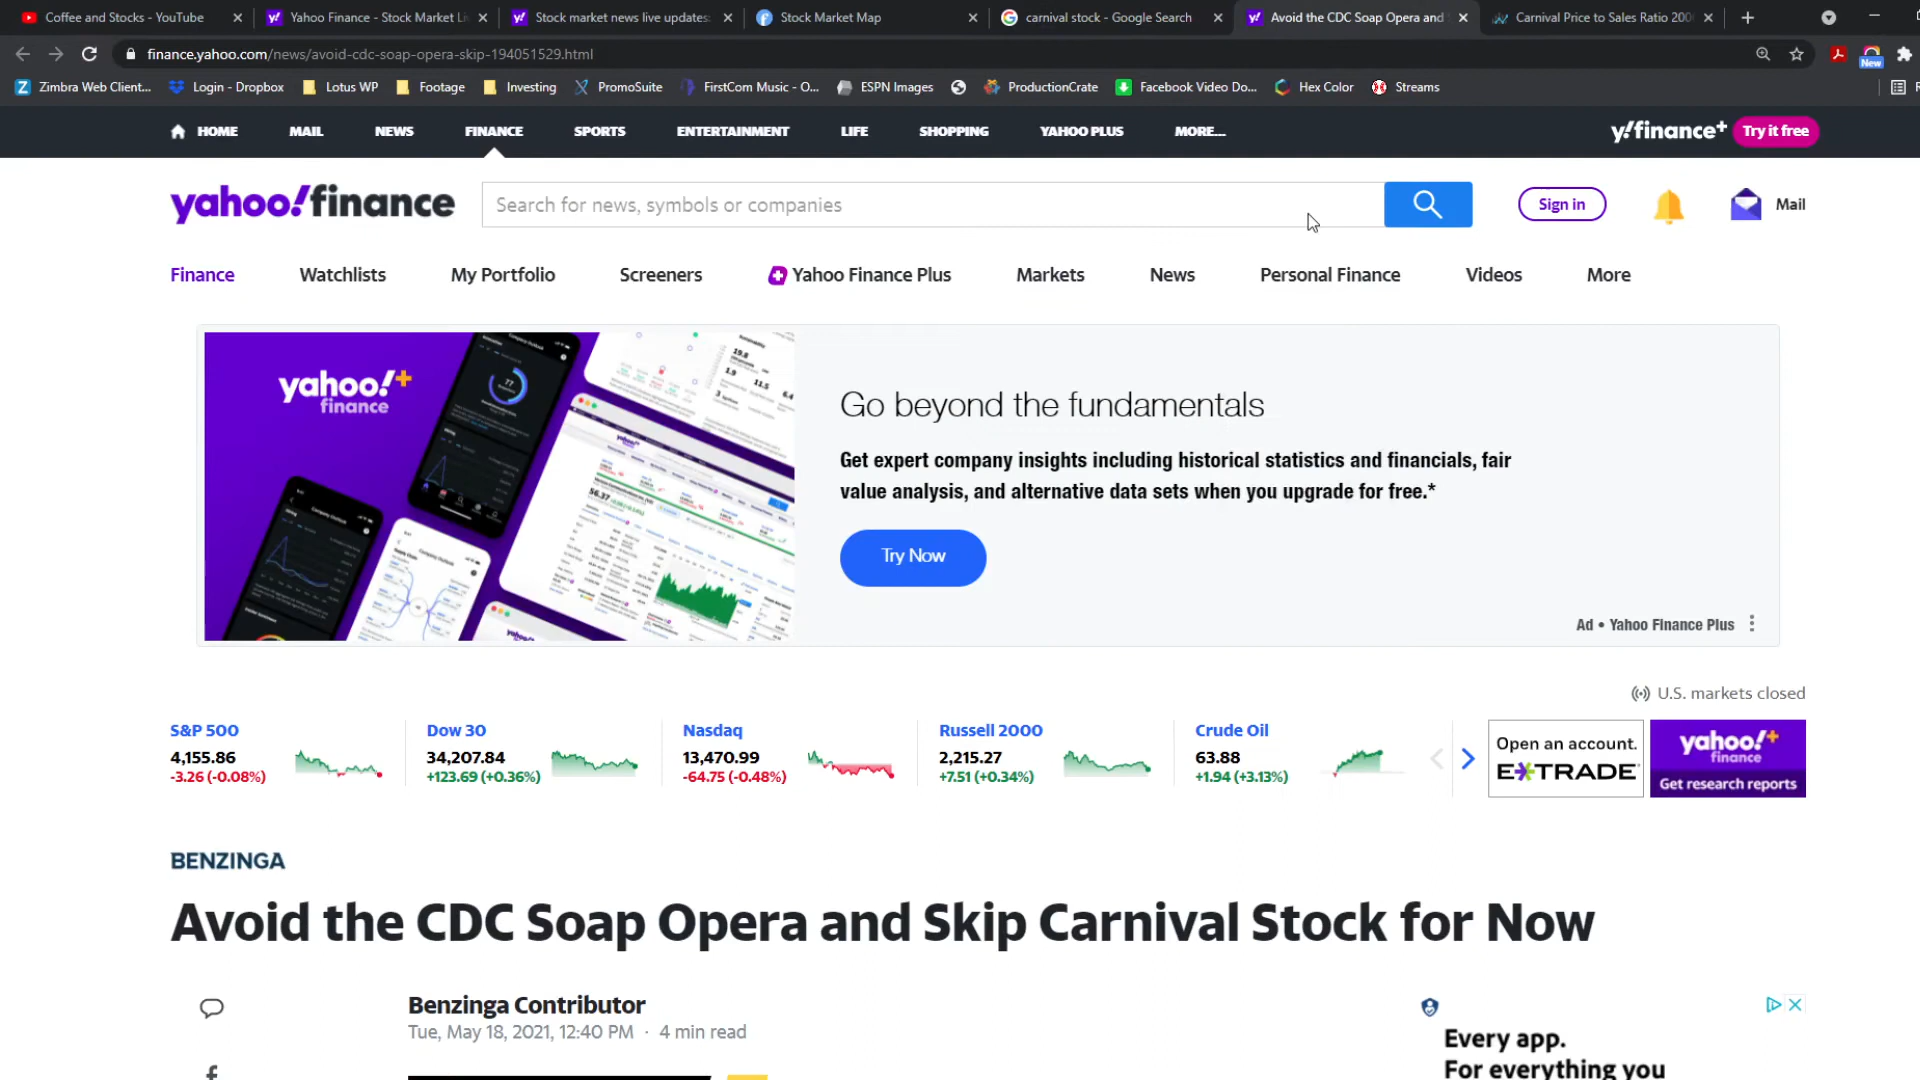 Coffee and Stocks - YouTube
Yahoo Finance - Stock Market Li
Stock market news live updates:
Stock Market Map
carnival stock - Google Search
Avoid the CDC Soap Opera and
Carnival Price to Sales Ratio 200
finance.yahoo.com/news/avoid-cdc-soap-opera-skip-194051529.html
New
Zimbra Web Client...
Login - Dropbox
Lotus WP
Footage
Investing
PromoSuite
FirstCom Music - O...
ESPN Images
ProductionCrate
Facebook Video Do...
Hex Color
Streams
HOME MAIL NEWS FINANCE SPORTS ENTERTAINMENT LIFE SHOPPING YAHOO PLUS MORE...
y!finance+ Try it free
yahoo!finance
Search for news, symbols or companies
Sign in
Mail
Finance Watchlists My Portfolio Screeners Yahoo Finance Plus Markets News Personal Finance Videos More
yahoo!+
finance
Go beyond the fundamentals
Get expert company insights including historical statistics and financials, fair
value analysis, and alternative data sets when you upgrade for free.*
Try Now
Ad • Yahoo Finance Plus
U.S. markets closed
S&P 500
4,155.86
-3.26 (-0.08%)
Dow 30
34,207.84
+123.69 (+0.36%)
Nasdaq
13,470.99
-64.75 (-0.48%)
Russell 2000
2,215.27
+7.51 (+0.34%)
Crude Oil
63.88
+1.94 (+3.13%)
Open an account.
E*TRADE
yahoo!+
finance
Get research reports
BENZINGA
Avoid the CDC Soap Opera and Skip Carnival Stock for Now
Benzinga Contributor
Tue, May 18, 2021, 12:40 PM · 4 min read
Every app.
For everything you